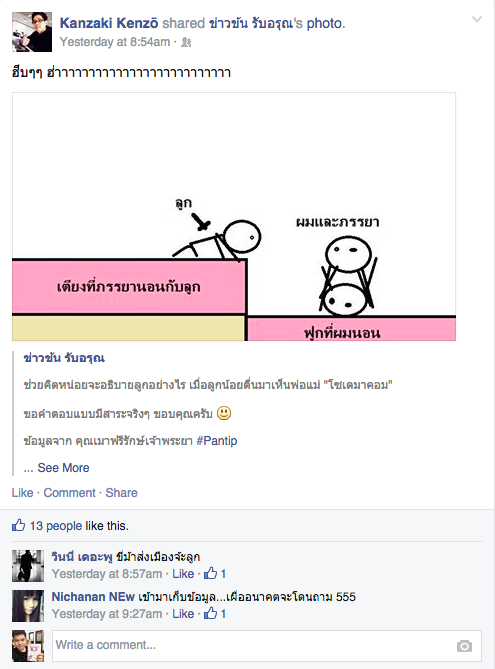 Kanzaki Kenzō shared ข่าวข้น รับอรุณ's photo.
Yesterday at 8:54am ·
ฮึบๆๆ ฮ่าาาาาาาาาาาาาาาาาาาาาาาาาา
ลูก
ผมและภรรยา
เตียงที่ภรรยานอนกับลูก
ฟูกที่ผมนอน
ข่าวข้น รับอรุณ
ช่วยคิดหน่อยจะอธิบายลูกอย่างไร เมื่อลูกน้อยตื่นมาเห็นพ่อแม่ "โซเดมาคอม"
ขอคำตอบแบบมีสาระจริงๆ ขอบคุณครับ
ข้อมูลจาก คุณเมาฟรีรักษ์เจ้าพระยา #Pantip
... See More
Like · Comment · Share
13 people like this.
วินนี่ เดอะพู ขี่ม้าส่งเมืองจ้ะลูก
Yesterday at 8:57am · Like · 1
Nichanan NEw เข้ามาเก็บข้อมูล...เผื่ออนาคตจะโดนถาม 555
Yesterday at 9:27am · Like · 1
Write a comment...